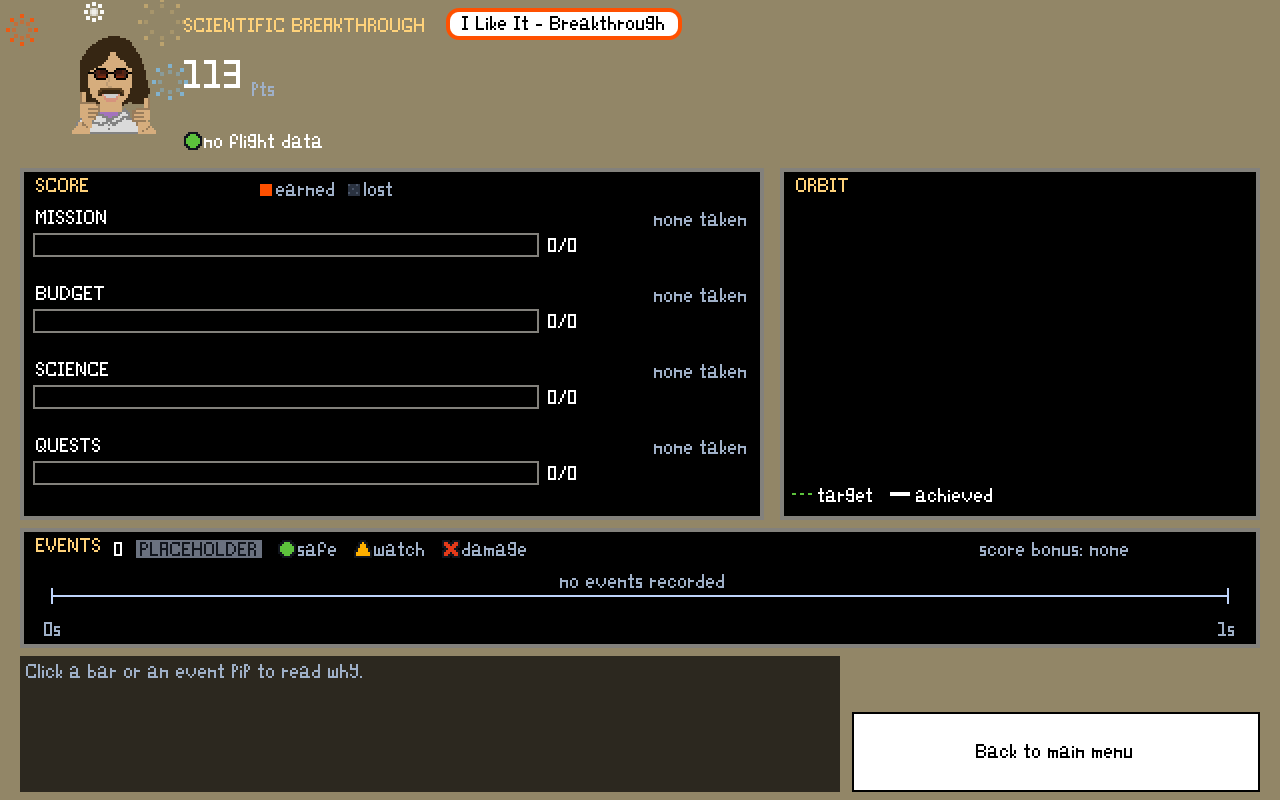 SCIENTIFIC BREAKTHROUGH
I Like It - Breakthrough
113 Pts
no flight data
SCORE
earned lost
MISSION
none taken
0/0
BUDGET
none taken
0/0
SCIENCE
none taken
0/0
QUESTS
none taken
0/0
ORBIT
target achieved
EVENTS 0 PLACEHOLDER safe watch damage
score bonus: none
no events recorded
0s
1s
Click a bar or an event pip to read why.
Back to main menu